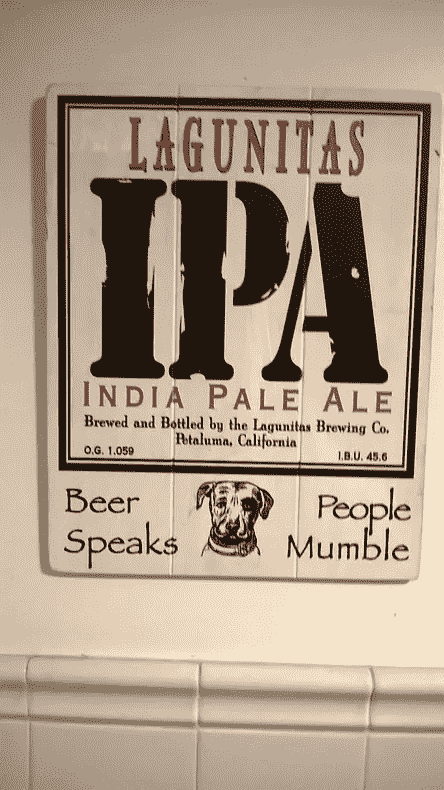 LAGUNITAS
IPA
INDIA PALE ALE
Brewed and Bottled by the Lagunitas Brewing Co.
Petaluma, California
O.G. 1.059 I.B.U. 45.6
Beer People
Speaks Mumble